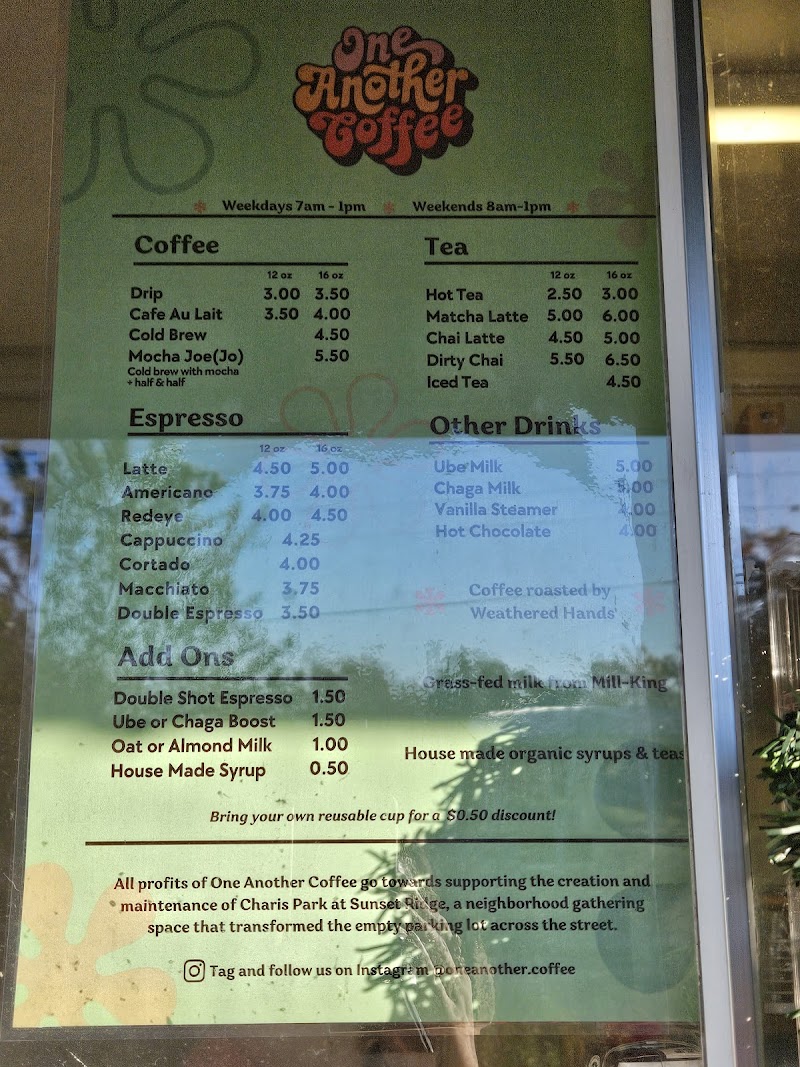 One
Another
Coffee
Weekdays 7am - 1pm Weekends 8am-1pm
Coffee
12 oz 16 oz
Drip 3.00 3.50
Cafe Au Lait 3.50 4.00
Cold Brew 4.50
Mocha Joe(Jo) 5.50
Cold brew with mocha
+ half & half
Tea
12 oz 16 oz
Hot Tea 2.50 3.00
Matcha Latte 5.00 6.00
Chai Latte 4.50 5.00
Dirty Chai 5.50 6.50
Iced Tea 4.50
Espresso
12 oz 16 oz
Latte 4.50 5.00
Americano 3.75 4.00
Redeye 4.00 4.50
Cappuccino 4.25
Cortado 4.00
Macchiato 3.75
Double Espresso 3.50
Other Drinks
Ube Milk 5.00
Chaga Milk 5.00
Vanilla Steamer 4.00
Hot Chocolate 4.00
Coffee roasted by
Weathered Hands
Grass-fed milk from Mill-King
House made organic syrups & teas
Add Ons
Double Shot Espresso 1.50
Ube or Chaga Boost 1.50
Oat or Almond Milk 1.00
House Made Syrup 0.50
Bring your own reusable cup for a $0.50 discount!
All profits of One Another Coffee go towards supporting the creation and
maintenance of Charis Park at Sunset Ridge, a neighborhood gathering
space that transformed the empty parking lot across the street.
Tag and follow us on Instagram @oneanother.coffee